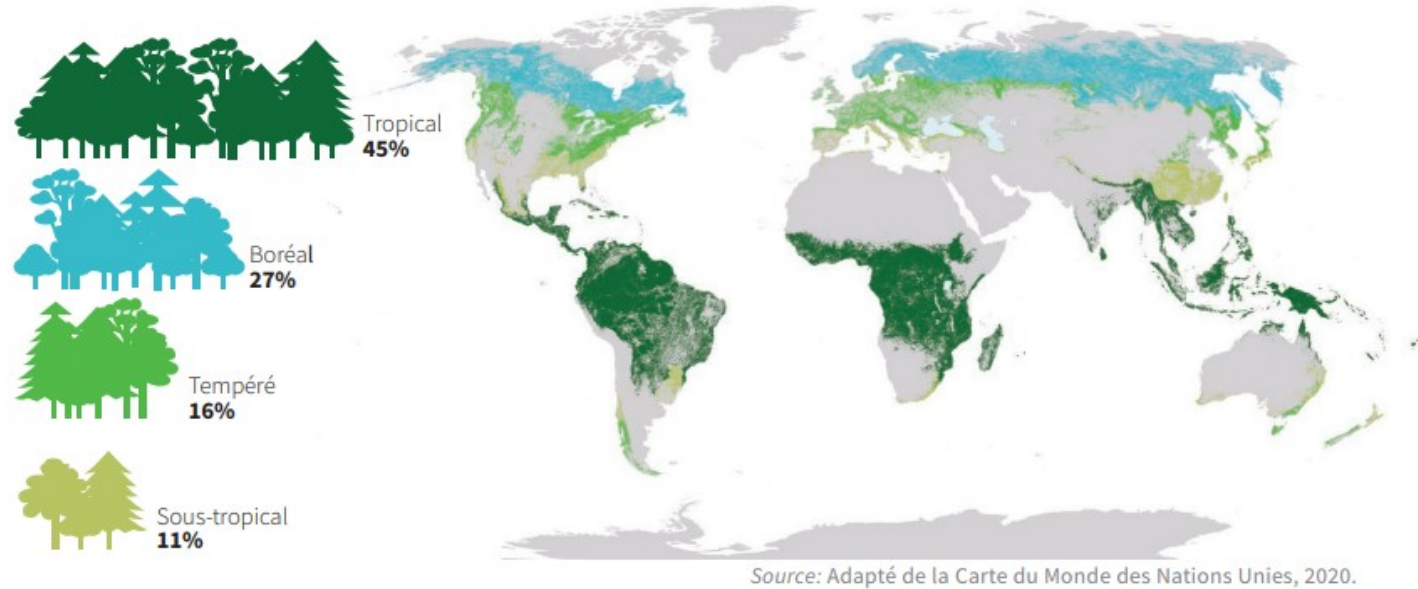 Tropical
45%
Boréal
27%
Tempéré
16%
Sous-tropical
11%
Source: Adapté de la Carte du Monde des Nations Unies, 2020.